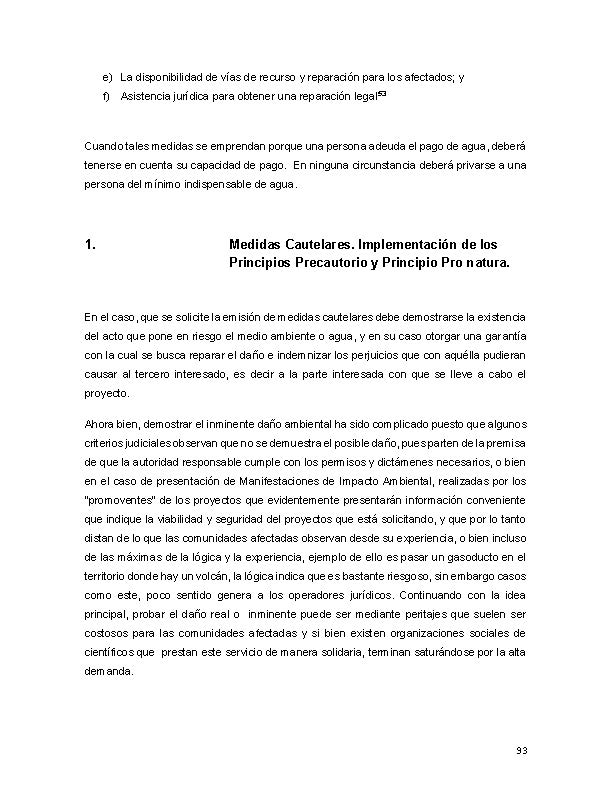 e) La disponibilidad de vías de recurso y reparación para los afectados; y
f) Asistencia jurídica para obtener una reparación legal53
Cuando tales medidas se emprendan porque una persona adeuda el pago de agua, deberá
tenerse en cuenta su capacidad de pago. En ninguna circunstancia deberá privarse a una
persona del mínimo indispensable de agua.
1. Medidas Cautelares. Implementación de los
Principios Precautorio y Principio Pro natura.
En el caso, que se solicite la emisión de medidas cautelares debe demostrarse la existencia
del acto que pone en riesgo el medio ambiente o agua, y en su caso otorgar una garantía
con la cual se busca reparar el daño e indemnizar los perjuicios que con aquélla pudieran
causar al tercero interesado, es decir a la parte interesada con que se lleve a cabo el
proyecto.
Ahora bien, demostrar el inminente daño ambiental ha sido complicado puesto que algunos
criterios judiciales observan que no se demuestra el posible daño, pues parten de la premisa
de que la autoridad responsable cumple con los permisos y dictámenes necesarios, o bien
en el caso de presentación de Manifestaciones de Impacto Ambiental, realizadas por los
"promoventes" de los proyectos que evidentemente presentarán información conveniente
que indique la viabilidad y seguridad del proyectos que está solicitando, y que por lo tanto
distan de lo que las comunidades afectadas observan desde su experiencia, o bien incluso
de las máximas de la lógica y la experiencia, ejemplo de ello es pasar un gasoducto en el
territorio donde hay un volcán, la lógica indica que es bastante riesgoso, sin embargo casos
como este, poco sentido genera a los operadores jurídicos. Continuando con la idea
principal, probar el daño real o inminente puede ser mediante peritajes que suelen ser
costosos para las comunidades afectadas y si bien existen organizaciones sociales de
científicos que prestan este servicio de manera solidaria, terminan saturándose por la alta
demanda.
93